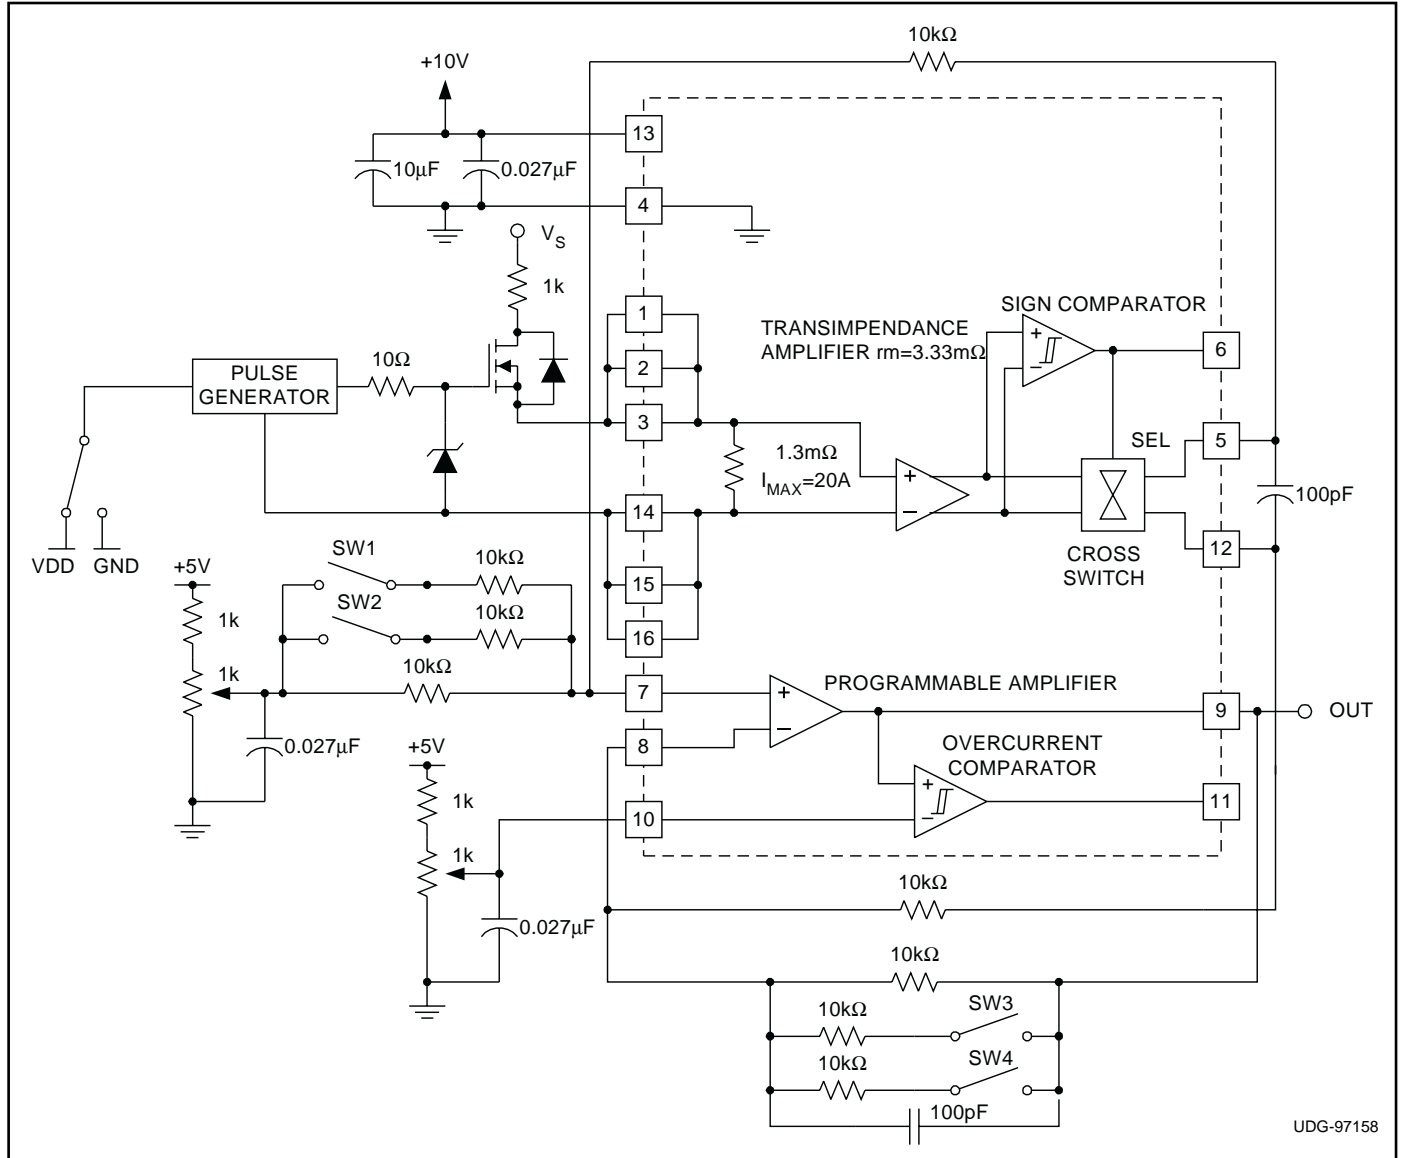 10kΩ
+10V
13
10µF
0.027µF
4
VS
1k
1
SIGN COMPARATOR
TRANSIMPENDANCE
AMPLIFIER rm=3.33mΩ
+
−
6
2
10Ω
PULSE
GENERATOR
3
SEL
5
1.3mΩ
IMAX=20A
+
−
100pF
14
12
CROSS
SWITCH
VDD
GND
SW1
10kΩ
+5V
15
SW2
10kΩ
1k
16
10kΩ
1k
7
+
−
PROGRAMMABLE AMPLIFIER
9
OUT
0.027µF
8
+5V
OVERCURRENT
COMPARATOR
+
−
11
1k
10
1k
10kΩ
0.027µF
10kΩ
10kΩ
SW3
10kΩ
SW4
100pF
UDG-97158